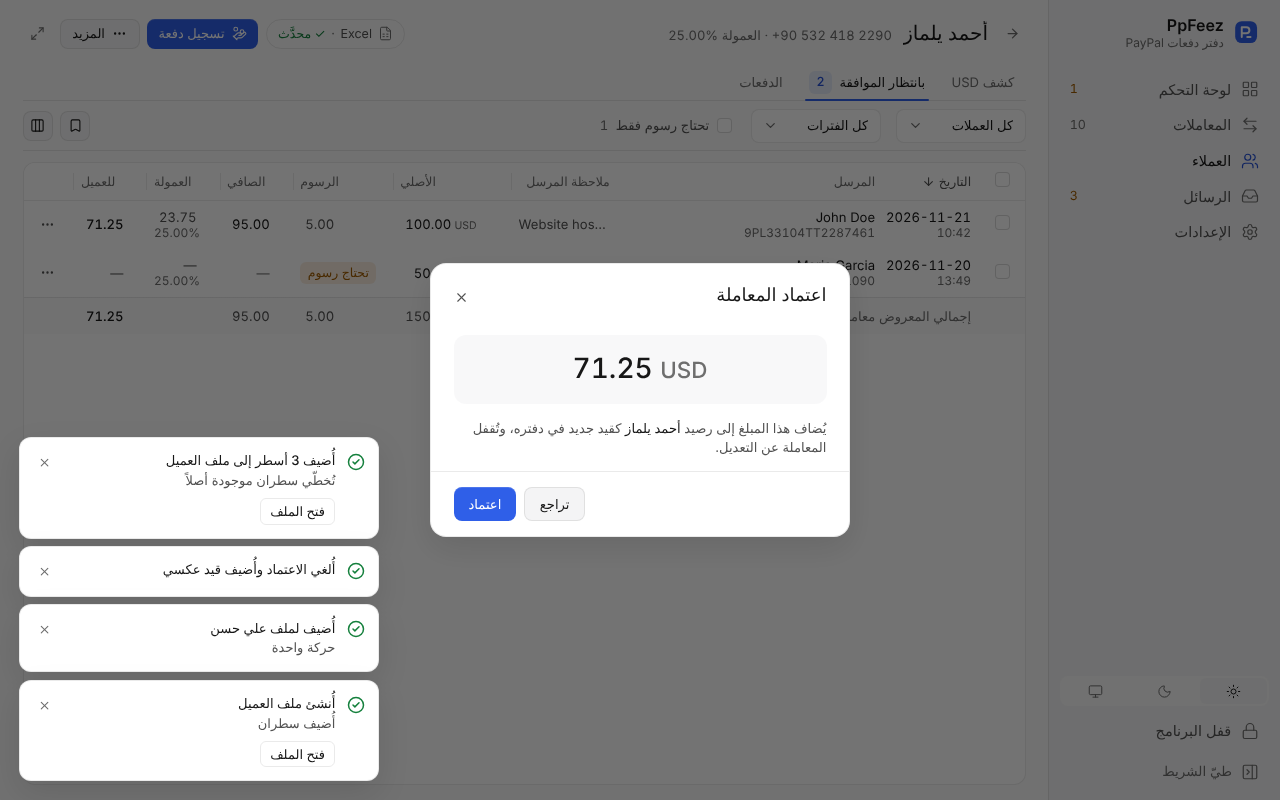 PpFeez
دفتر دفعات PayPal
لوحة التحكم 1
المعاملات 10
العملاء
الرسائل 3
الإعدادات
قفل البرنامج
طيّ الشريط
أحمد يلماز +90 532 418 2290 · العمولة 25.00%
Excel · محدَّث
تسجيل دفعة
المزيد
كشف USD
بانتظار الموافقة 2
الدفعات
كل العملات
كل الفترات
تحتاج رسوم فقط 1
التاريخ المرسل ملاحظة المرسل الأصلي الرسوم الصافي العمولة للعميل
2026-11-21 John Doe Website hos... 100.00 USD 5.00 95.00 23.75 71.25
10:42 9PL33104TT2287461 25.00%
2026-11-20 Garcia 50 تحتاج رسوم — — —
13:49 090 25.00%
إجمالي المعروض 150 5.00 95.00 71.25
اعتماد المعاملة
71.25 USD
يُضاف هذا المبلغ إلى رصيد أحمد يلماز كقيد جديد في دفتره، وتُقفل
المعاملة عن التعديل.
تراجع
اعتماد
أُضيف 3 أسطر إلى ملف العميل
تُخطّي سطران موجودة أصلاً
فتح الملف
أُلغي الاعتماد وأُضيف قيد عكسي
أُضيف لملف علي حسن
حركة واحدة
أُنشئ ملف العميل
أُضيف سطران
فتح الملف